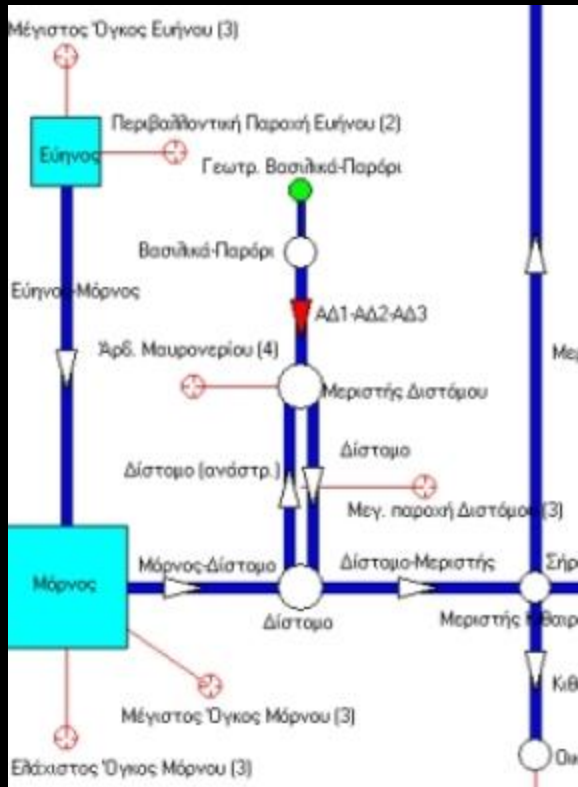 Μέγιστος Όγκος Ευήνου (3)
Περιβαλλοντική Παροχή Ευήνου (2)
Εύηνος
Γεωτρ. Βασιλικά-Παρόρι
Βασιλικά-Παρόρι
Εύηνος-Μόρνος
ΑΔ1-ΑΔ2-ΑΔ3
Άρδ. Μαυρονερίου (4)
Μεριστής Διστόμου
Δίστομο
Δίστομο (ανάστρ.)
Μεγ. παροχή Διστόμου (3)
Μόρνος-Δίστομο
Δίστομο-Μεριστής
Μόρνος
Δίστομο
Μεριστής
Μέγιστος Όγκος Μόρνου (3)
Ελάχιστος Όγκος Μόρνου (3)